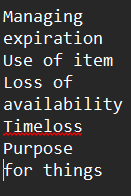 Managing
expiration
Use of item
Loss of
availability
Timeloss
Purpose
for things